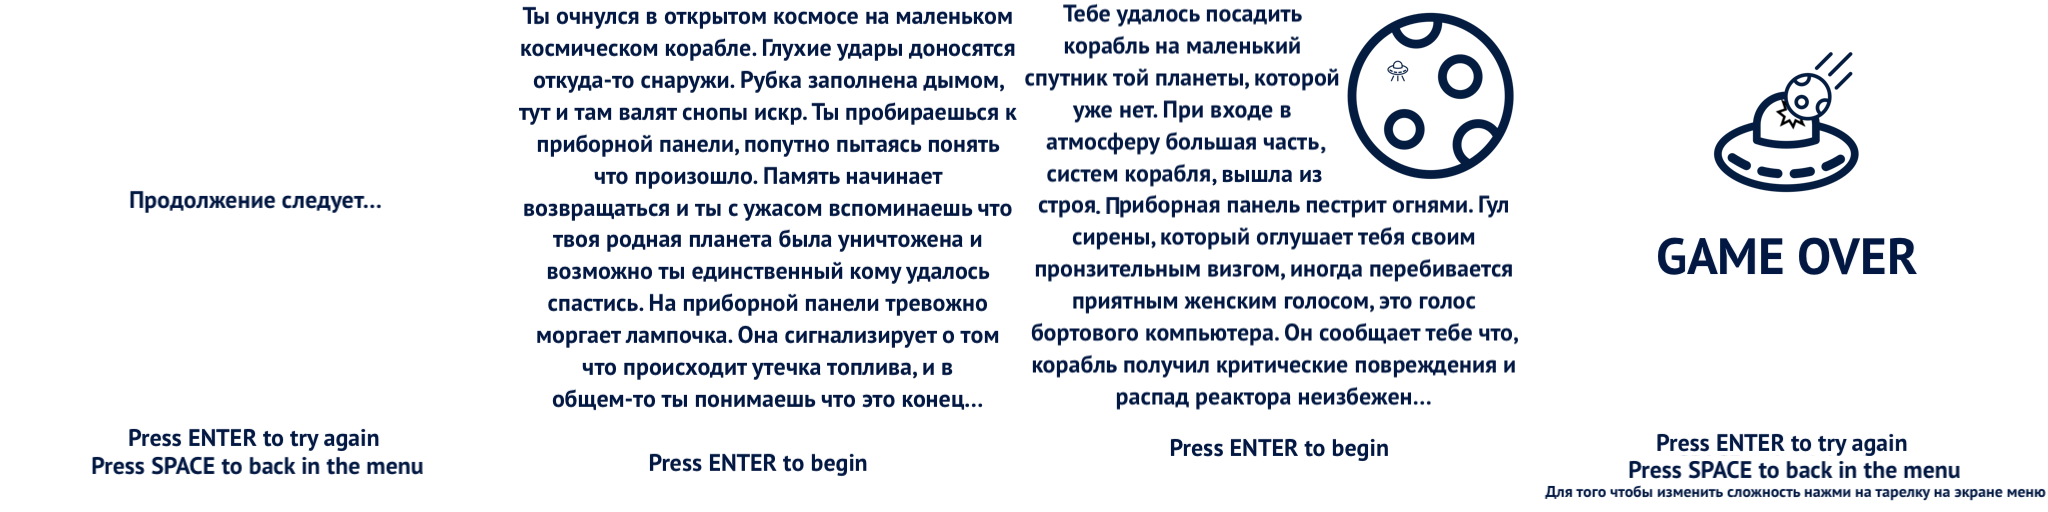 Продолжение следует...
Press ENTER to try again
Press SPACE to back in the menu
Ты очнулся в открытом космосе на маленьком
космическом корабле. Глухие удары доносятся
откуда-то снаружи. Рубка заполнена дымом,
тут и там валят снопы искр. Ты пробираешься к
приборной панели, попутно пытаясь понять
что произошло. Память начинает
возвращаться и ты с ужасом вспоминаешь что
твоя родная планета была уничтожена и
возможно ты единственный кому удалось
спастись. На приборной панели тревожно
моргает лампочка. Она сигнализирует о том
что происходит утечка топлива, и в
общем-то ты понимаешь что это конец...
Press ENTER to begin
Тебе удалось посадить
корабль на маленький
спутник той планеты, которой
уже нет. При входе в
атмосферу большая часть,
систем корабля, вышла из
строя. Приборная панель пестрит огнями. Гул
сирены, который оглушает тебя своим
пронзительным визгом, иногда перебивается
приятным женским голосом, это голос
бортового компьютера. Он сообщает тебе что,
корабль получил критические повреждения и
распад реактора неизбежен...
Press ENTER to begin
GAME OVER
Press ENTER to try again
Press SPACE to back in the menu
Для того чтобы изменить сложность нажми на тарелку на экране меню